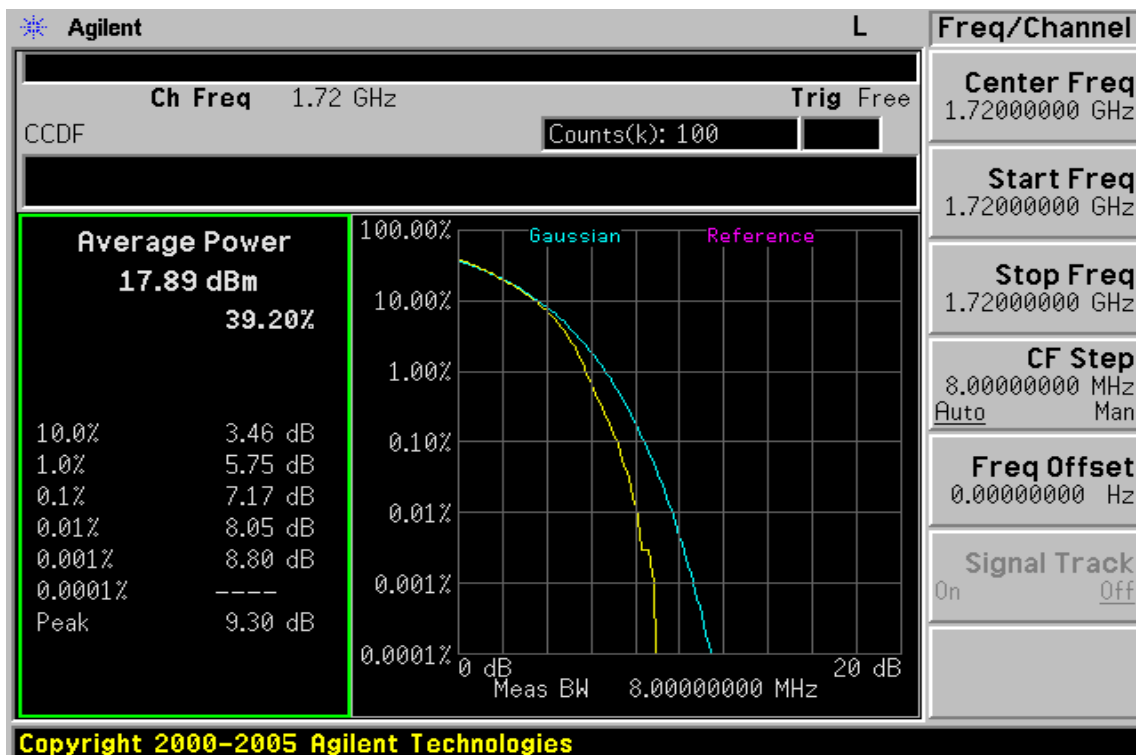 Agilent L Freq/Channel
Ch Freq 1.72 GHz Trig Free
CCDF Counts(k): 100
Average Power
17.89 dBm
39.20%
10.0% 3.46 dB
1.0% 5.75 dB
0.1% 7.17 dB
0.01% 8.05 dB
0.001% 8.80 dB
0.0001% ----
Peak 9.30 dB
Gaussian Reference
100.00%
10.00%
1.00%
0.10%
0.01%
0.001%
0.0001%
0 dB 20 dB
Meas BW 8.00000000 MHz
Center Freq
1.72000000 GHz
Start Freq
1.72000000 GHz
Stop Freq
1.72000000 GHz
CF Step
8.00000000 MHz
Auto Man
Freq Offset
0.00000000 Hz
Signal Track
On Off
Copyright 2000-2005 Agilent Technologies